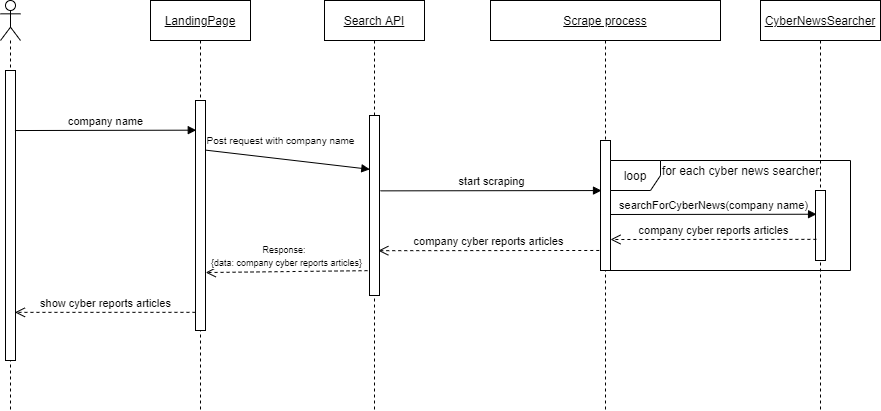 LandingPage
Search API
Scrape process
CyberNewsSearcher
company name
Post request with company name
start scraping
loop
for each cyber news searcher
searchForCyberNews(company name)
company cyber reports articles
company cyber reports articles
Response:
{data: company cyber reports articles}
show cyber reports articles